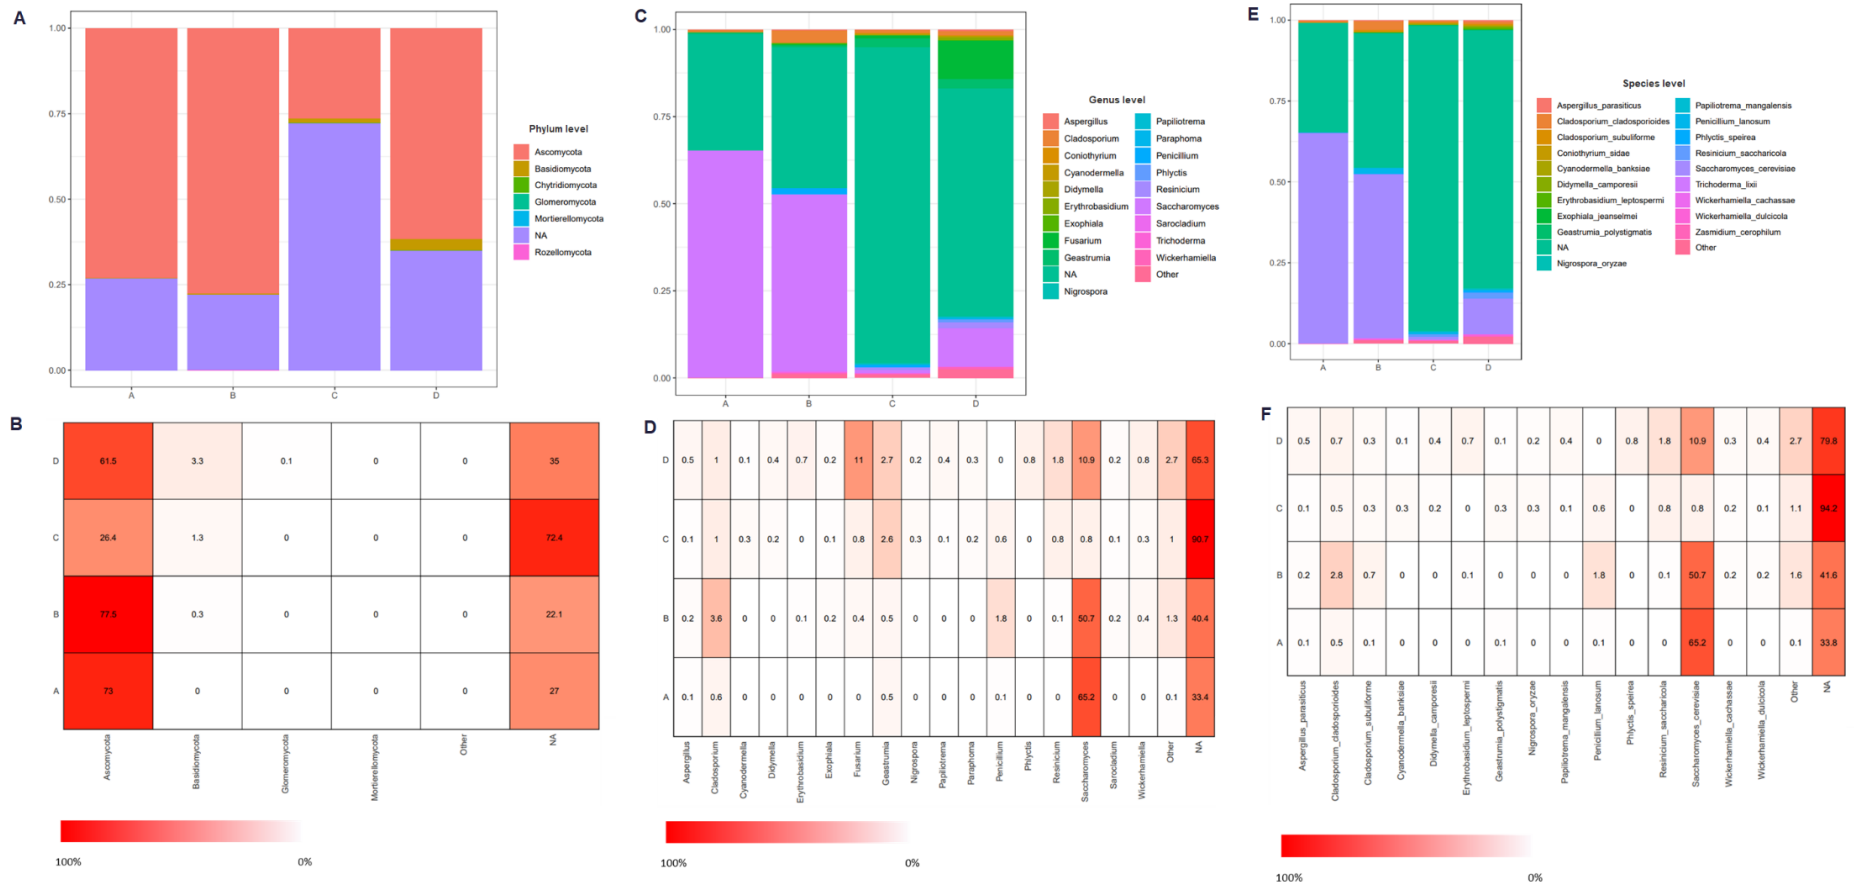 A
1.00
0.75
0.50
0.25
0.00
A B C D
Phylum level
Ascomycota
Basidiomycota
Chytridiomycota
Glomeromycota
Mortierellomycota
NA
Rozellomycota
C
1.00
0.75
0.50
0.25
0.00
A B C D
Genus level
Aspergillus
Cladosporium
Coniothyrium
Cyanodermella
Didymella
Erythrobasidium
Exophiala
Fusarium
Geastrumia
NA
Nigrospora
Papiliotrema
Paraphoma
Penicillium
Phlyctis
Resinicium
Saccharomyces
Sarocladium
Trichoderma
Wickerhamiella
Other
E
1.00
0.75
0.50
0.25
0.00
A B C D
Species level
Aspergillus_parasiticus
Cladosporium_cladosporioides
Cladosporium_subuliforme
Coniothyrium_sidae
Cyanodermella_banksiae
Didymella_camporesii
Erythrobasidium_leptospermi
Exophiala_jeanselmei
Geastrumia_polystigmatis
NA
Nigrospora_oryzae
Papiliotrema_mangalensis
Penicillium_lanosum
Phlyctis_speirea
Resinicium_saccharicola
Saccharomyces_cerevisiae
Trichoderma_lixii
Wickerhamiella_cachassae
Wickerhamiella_dulcicola
Zasmidium_cerophilum
Other
B
D 61.5 3.3 0.1 0 0 35
C 26.4 1.3 0 0 0 72.4
B 77.5 0.3 0 0 0 22.1
A 73 0 0 0 0 27
Ascomycota
Basidiomycota
Glomeromycota
Mortierellomycota
Other
NA
100% 0%
D
D 0.5 1 0.1 0.4 0.7 0.2 11 2.7 0.2 0.4 0.3 0 0.8 1.8 10.9 0.2 0.8 2.7 65.3
C 0.1 1 0.3 0.2 0 0.1 0.8 2.6 0.3 0.1 0.2 0.6 0 0.8 0.8 0.1 0.3 1 90.7
B 0.2 3.6 0 0 0.1 0.2 0.4 0.5 0 0 0 1.8 0 0.1 50.7 0.2 0.4 1.3 40.4
A 0.1 0.6 0 0 0 0 0 0.5 0 0 0 0.1 0 0 65.2 0 0 0.1 33.4
Aspergillus
Cladosporium
Cyanodermella
Didymella
Erythrobasidium
Exophiala
Fusarium
Geastrumia
Nigrospora
Papiliotrema
Paraphoma
Penicillium
Phlyctis
Resinicium
Saccharomyces
Sarocladium
Wickerhamiella
Other
NA
100% 0%
F
D 0.5 0.7 0.3 0.1 0.4 0.7 0.1 0.2 0.4 0 0.8 1.8 10.9 0.3 0.4 2.7 79.8
C 0.1 0.5 0.3 0.3 0.2 0 0.3 0.3 0.1 0.6 0 0.8 0.8 0.2 0.1 1.1 94.2
B 0.2 2.8 0.7 0 0 0.1 0 0 0 1.8 0 0.1 50.7 0.2 0.2 1.6 41.6
A 0.1 0.5 0.1 0 0 0 0.1 0 0 0.1 0 0 65.2 0 0 0.1 33.8
Aspergillus_parasiticus
Cladosporium_cladosporioides
Cladosporium_subuliforme
Cyanodermella_banksiae
Didymella_camporesii
Erythrobasidium_leptospermi
Geastrumia_polystigmatis
Nigrospora_oryzae
Papiliotrema_mangalensis
Penicillium_lanosum
Phlyctis_speirea
Resinicium_saccharicola
Saccharomyces_cerevisiae
Wickerhamiella_cachassae
Wickerhamiella_dulcicola
Other
NA
100% 0%